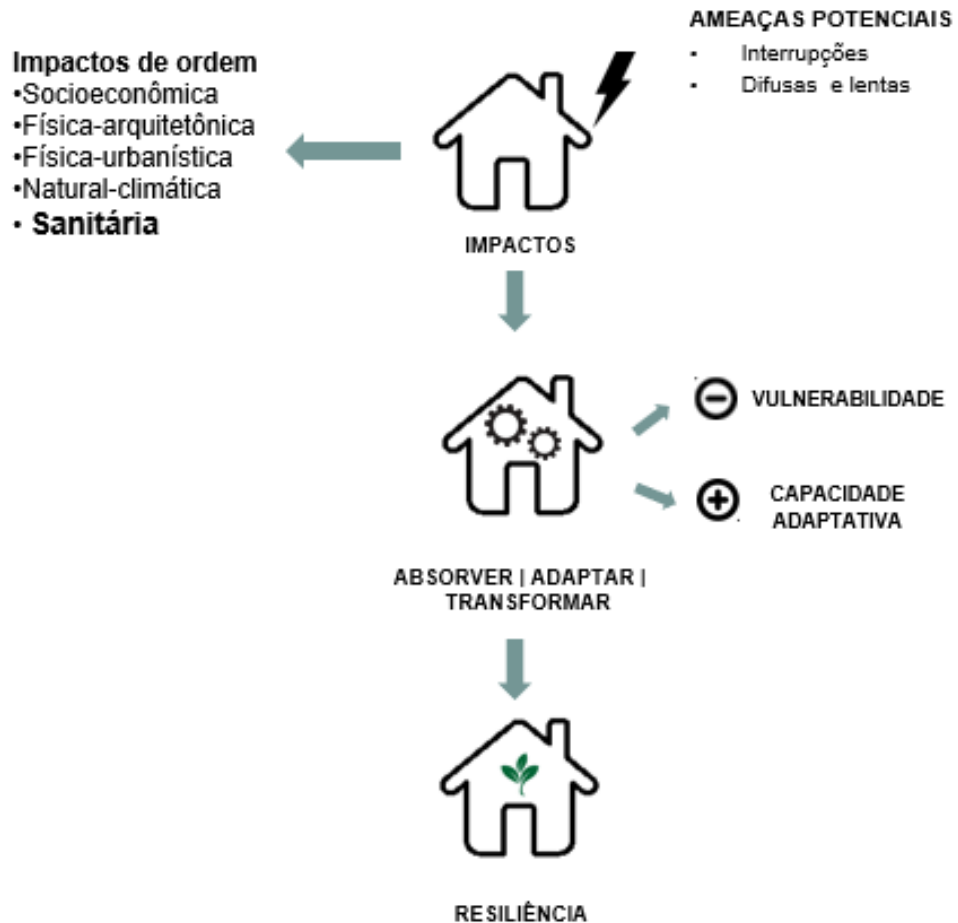 AMEAÇAS POTENCIAIS
▪ Interrupções
▪ Difusas e lentas
Impactos de ordem
•Socioeconômica
•Física-arquitetônica
•Física-urbanística
•Natural-climática
• Sanitária
IMPACTOS
VULNERABILIDADE
CAPACIDADE
ADAPTATIVA
ABSORVER | ADAPTAR |
TRANSFORMAR
RESILIÊNCIA